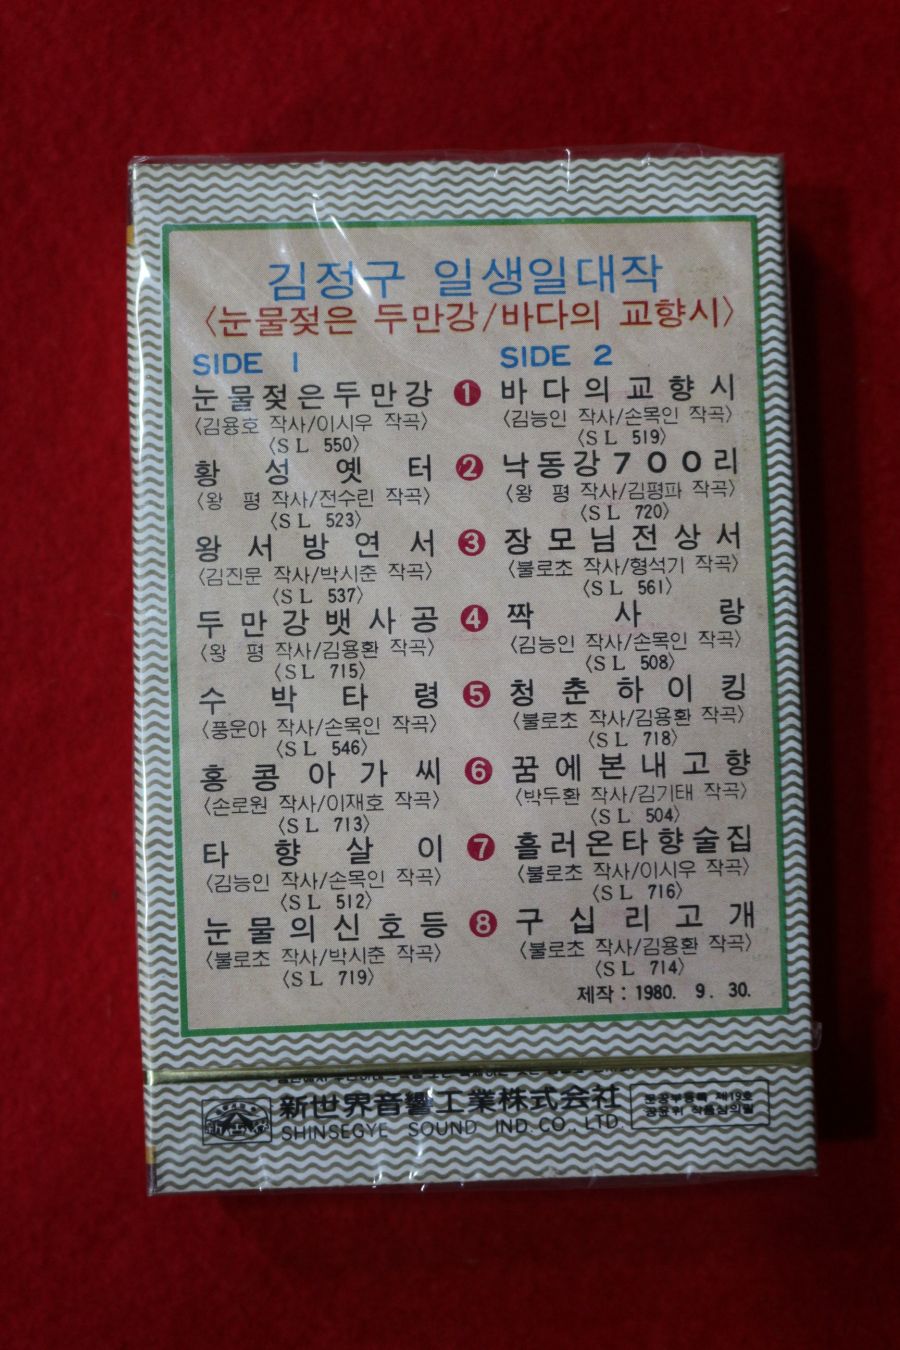 김정구 일생일대작
〈눈물젖은 두만강/바다의 교향시〉
SIDE 1
눈물젖은두만강 ❶
〈김용호 작사/이시우 작곡〉
〈SL 550〉
황성옛터 ❷
〈왕 평 작사/전수린 작곡〉
〈SL 523〉
왕서방연서 ❸
〈김진문 작사/박시춘 작곡〉
〈SL 537〉
두만강뱃사공 ❹
〈왕 평 작사/김용환 작곡〉
〈SL 715〉
수박타령 ❺
〈풍운아 작사/손목인 작곡〉
〈SL 546〉
홍콩아가씨 ❻
〈손로원 작사/이재호 작곡〉
〈SL 713〉
타향살이 ❼
〈김능인 작사/손목인 작곡〉
〈SL 512〉
눈물의신호등 ❽
〈불로초 작사/박시춘 작곡〉
〈SL 719〉
SIDE 2
바다의교향시
〈김능인 작사/손목인 작곡〉
〈SL 519〉
낙동강700리
〈왕 평 작사/김평파 작곡〉
〈SL 720〉
장모님전상서
〈불로초 작사/형석기 작곡〉
〈SL 561〉
짝사랑
〈김능인 작사/손목인 작곡〉
〈SL 508〉
청춘하이킹
〈불로초 작사/김용환 작곡〉
〈SL 718〉
꿈에본내고향
〈박두환 작사/김기태 작곡〉
〈SL 504〉
흘러온타향술집
〈불로초 작사/이시우 작곡〉
〈SL 716〉
구십리고개
〈불로초 작사/김용환 작곡〉
〈SL 714〉
제작 : 1980. 9. 30.
新世界音響工業株式会社
SHINSEGYE SOUND IND. CO., LTD.
문공부등록 제19호
공윤위 작품심의필